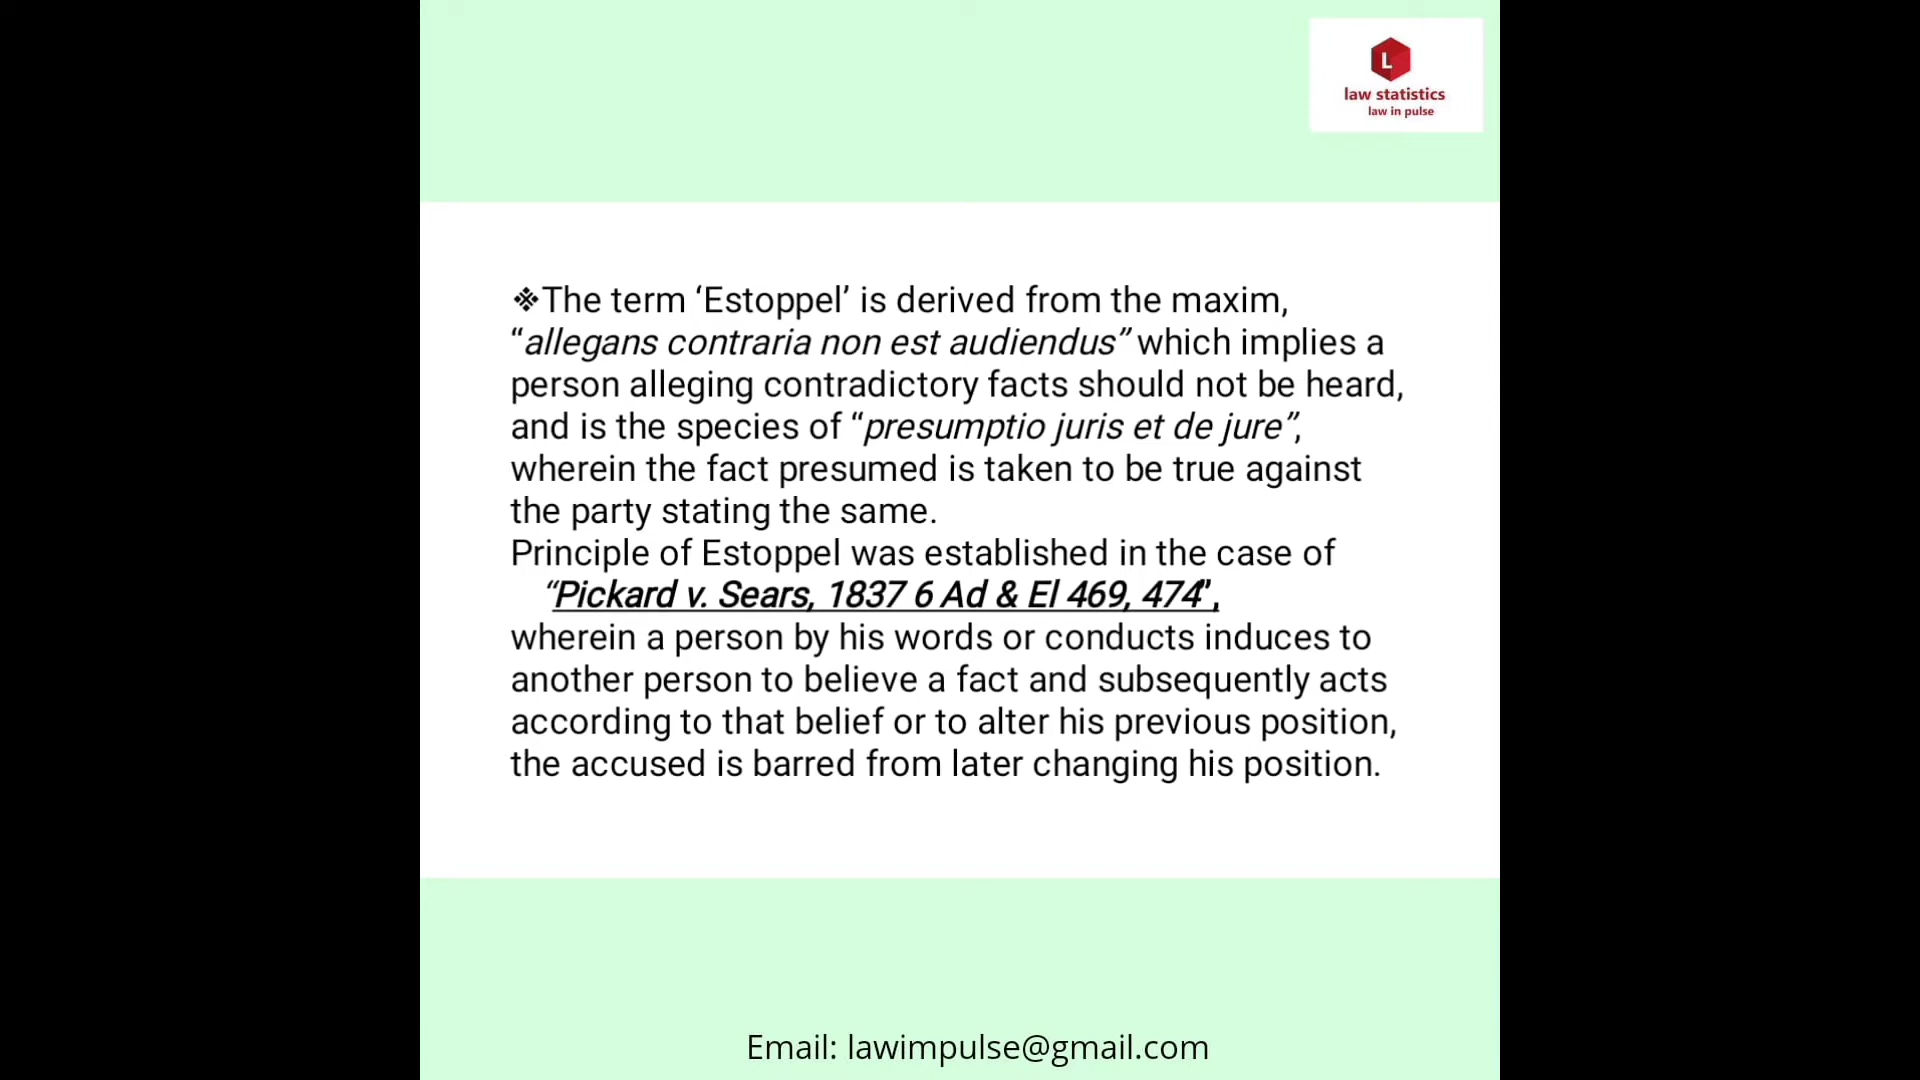 L
law statistics
law in pulse
❖The term ‘Estoppel’ is derived from the maxim,
“allegans contraria non est audiendus” which implies a
person alleging contradictory facts should not be heard,
and is the species of “presumptio juris et de jure”,
wherein the fact presumed is taken to be true against
the party stating the same.
Principle of Estoppel was established in the case of
“Pickard v. Sears, 1837 6 Ad & El 469, 474”,
wherein a person by his words or conducts induces to
another person to believe a fact and subsequently acts
according to that belief or to alter his previous position,
the accused is barred from later changing his position.
Email: lawimpulse@gmail.com